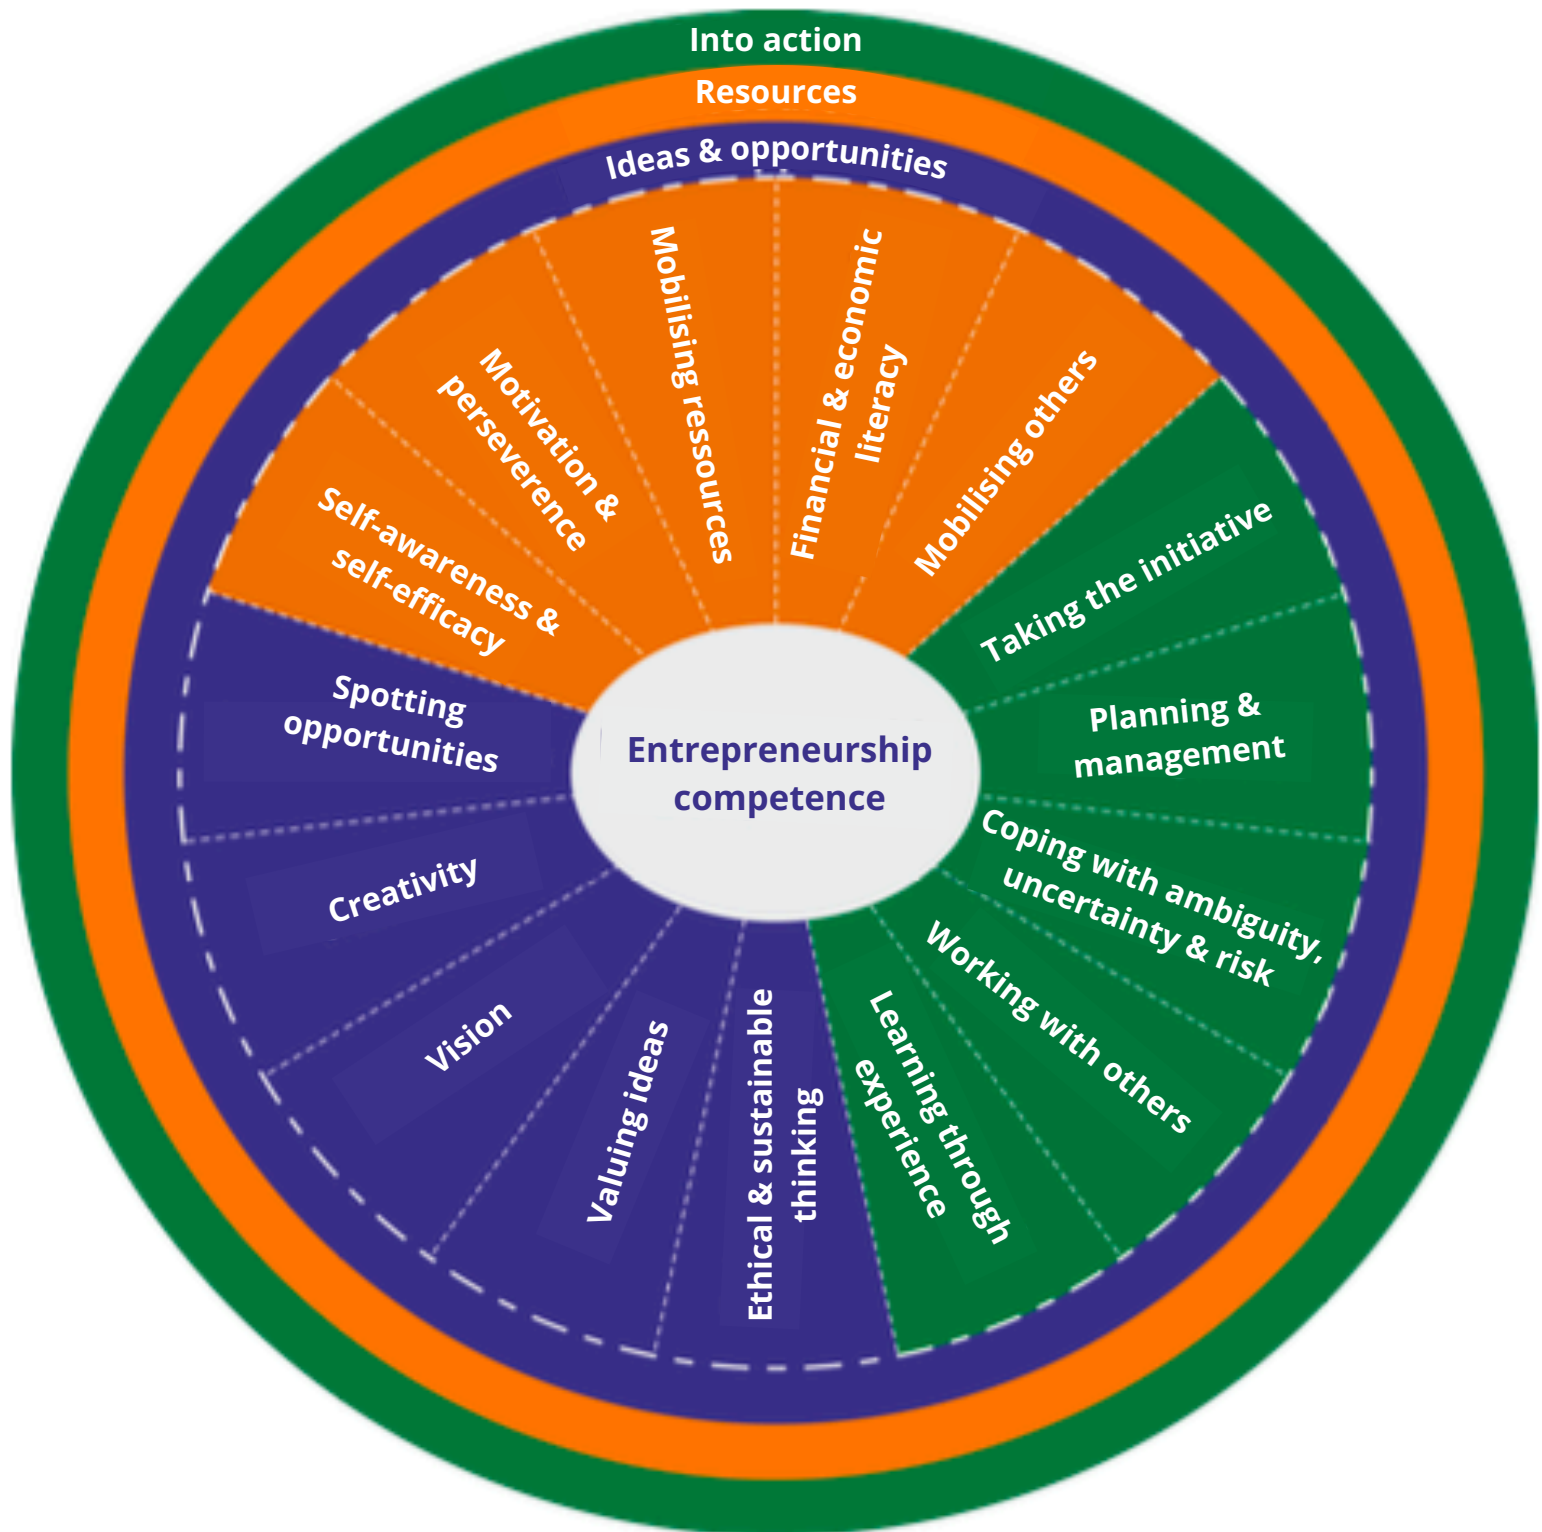 Into action
Resources
Ideas & opportunities
Mobilising ressources
Financial & economic
literacy
Motivation &
perseverence
Mobilising others
Self-awareness &
self-efficacy
Taking the initiative
Spotting
opportunities
Planning &
management
Entrepreneurship
competence
Coping with ambiguity,
uncertainty & risk
Creativity
Working with others
Vision
Valuing ideas
Ethical & sustainable
thinking
Learning through
experience